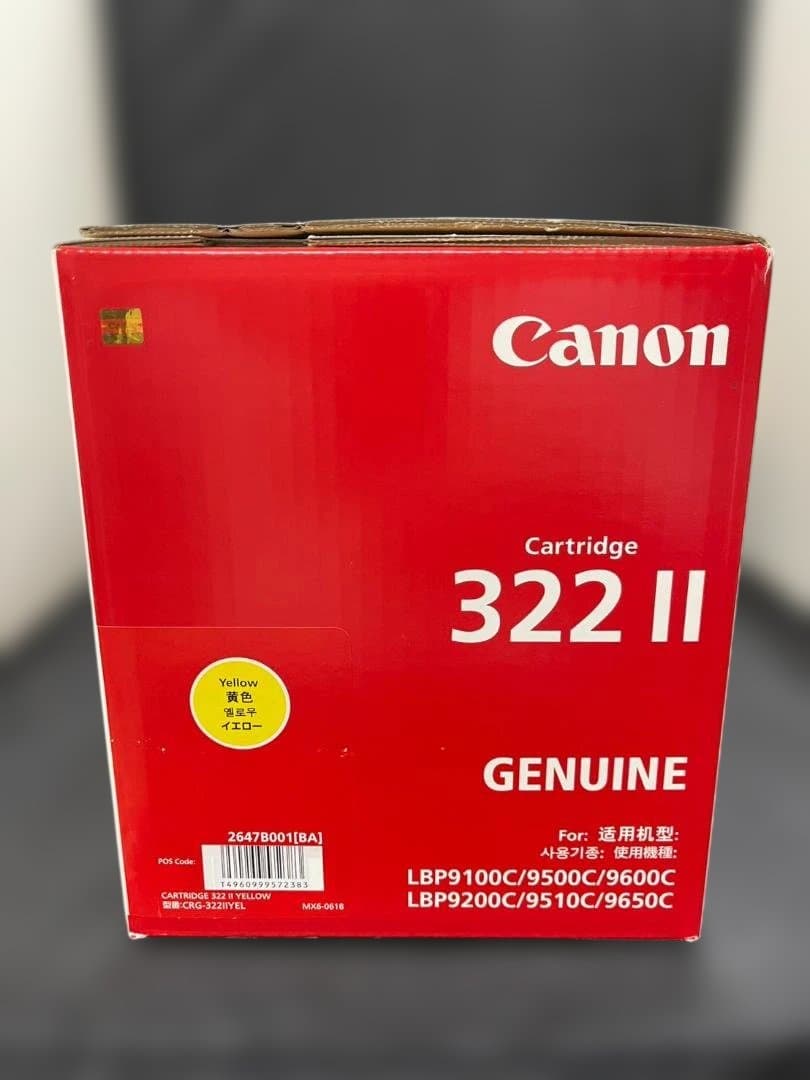 Canon
Cartridge
322 II
Yellow
黄色
옐로우
イエロー
GENUINE
2647B001[BA]
POS Code:
T4960999572383
CARTRIDGE 322 II YELLOW
型番:CRG-322IIYEL
MX6-0618
For: 适用机型:
사용기종: 使用機種:
LBP9100C/9500C/9600C
LBP9200C/9510C/9650C